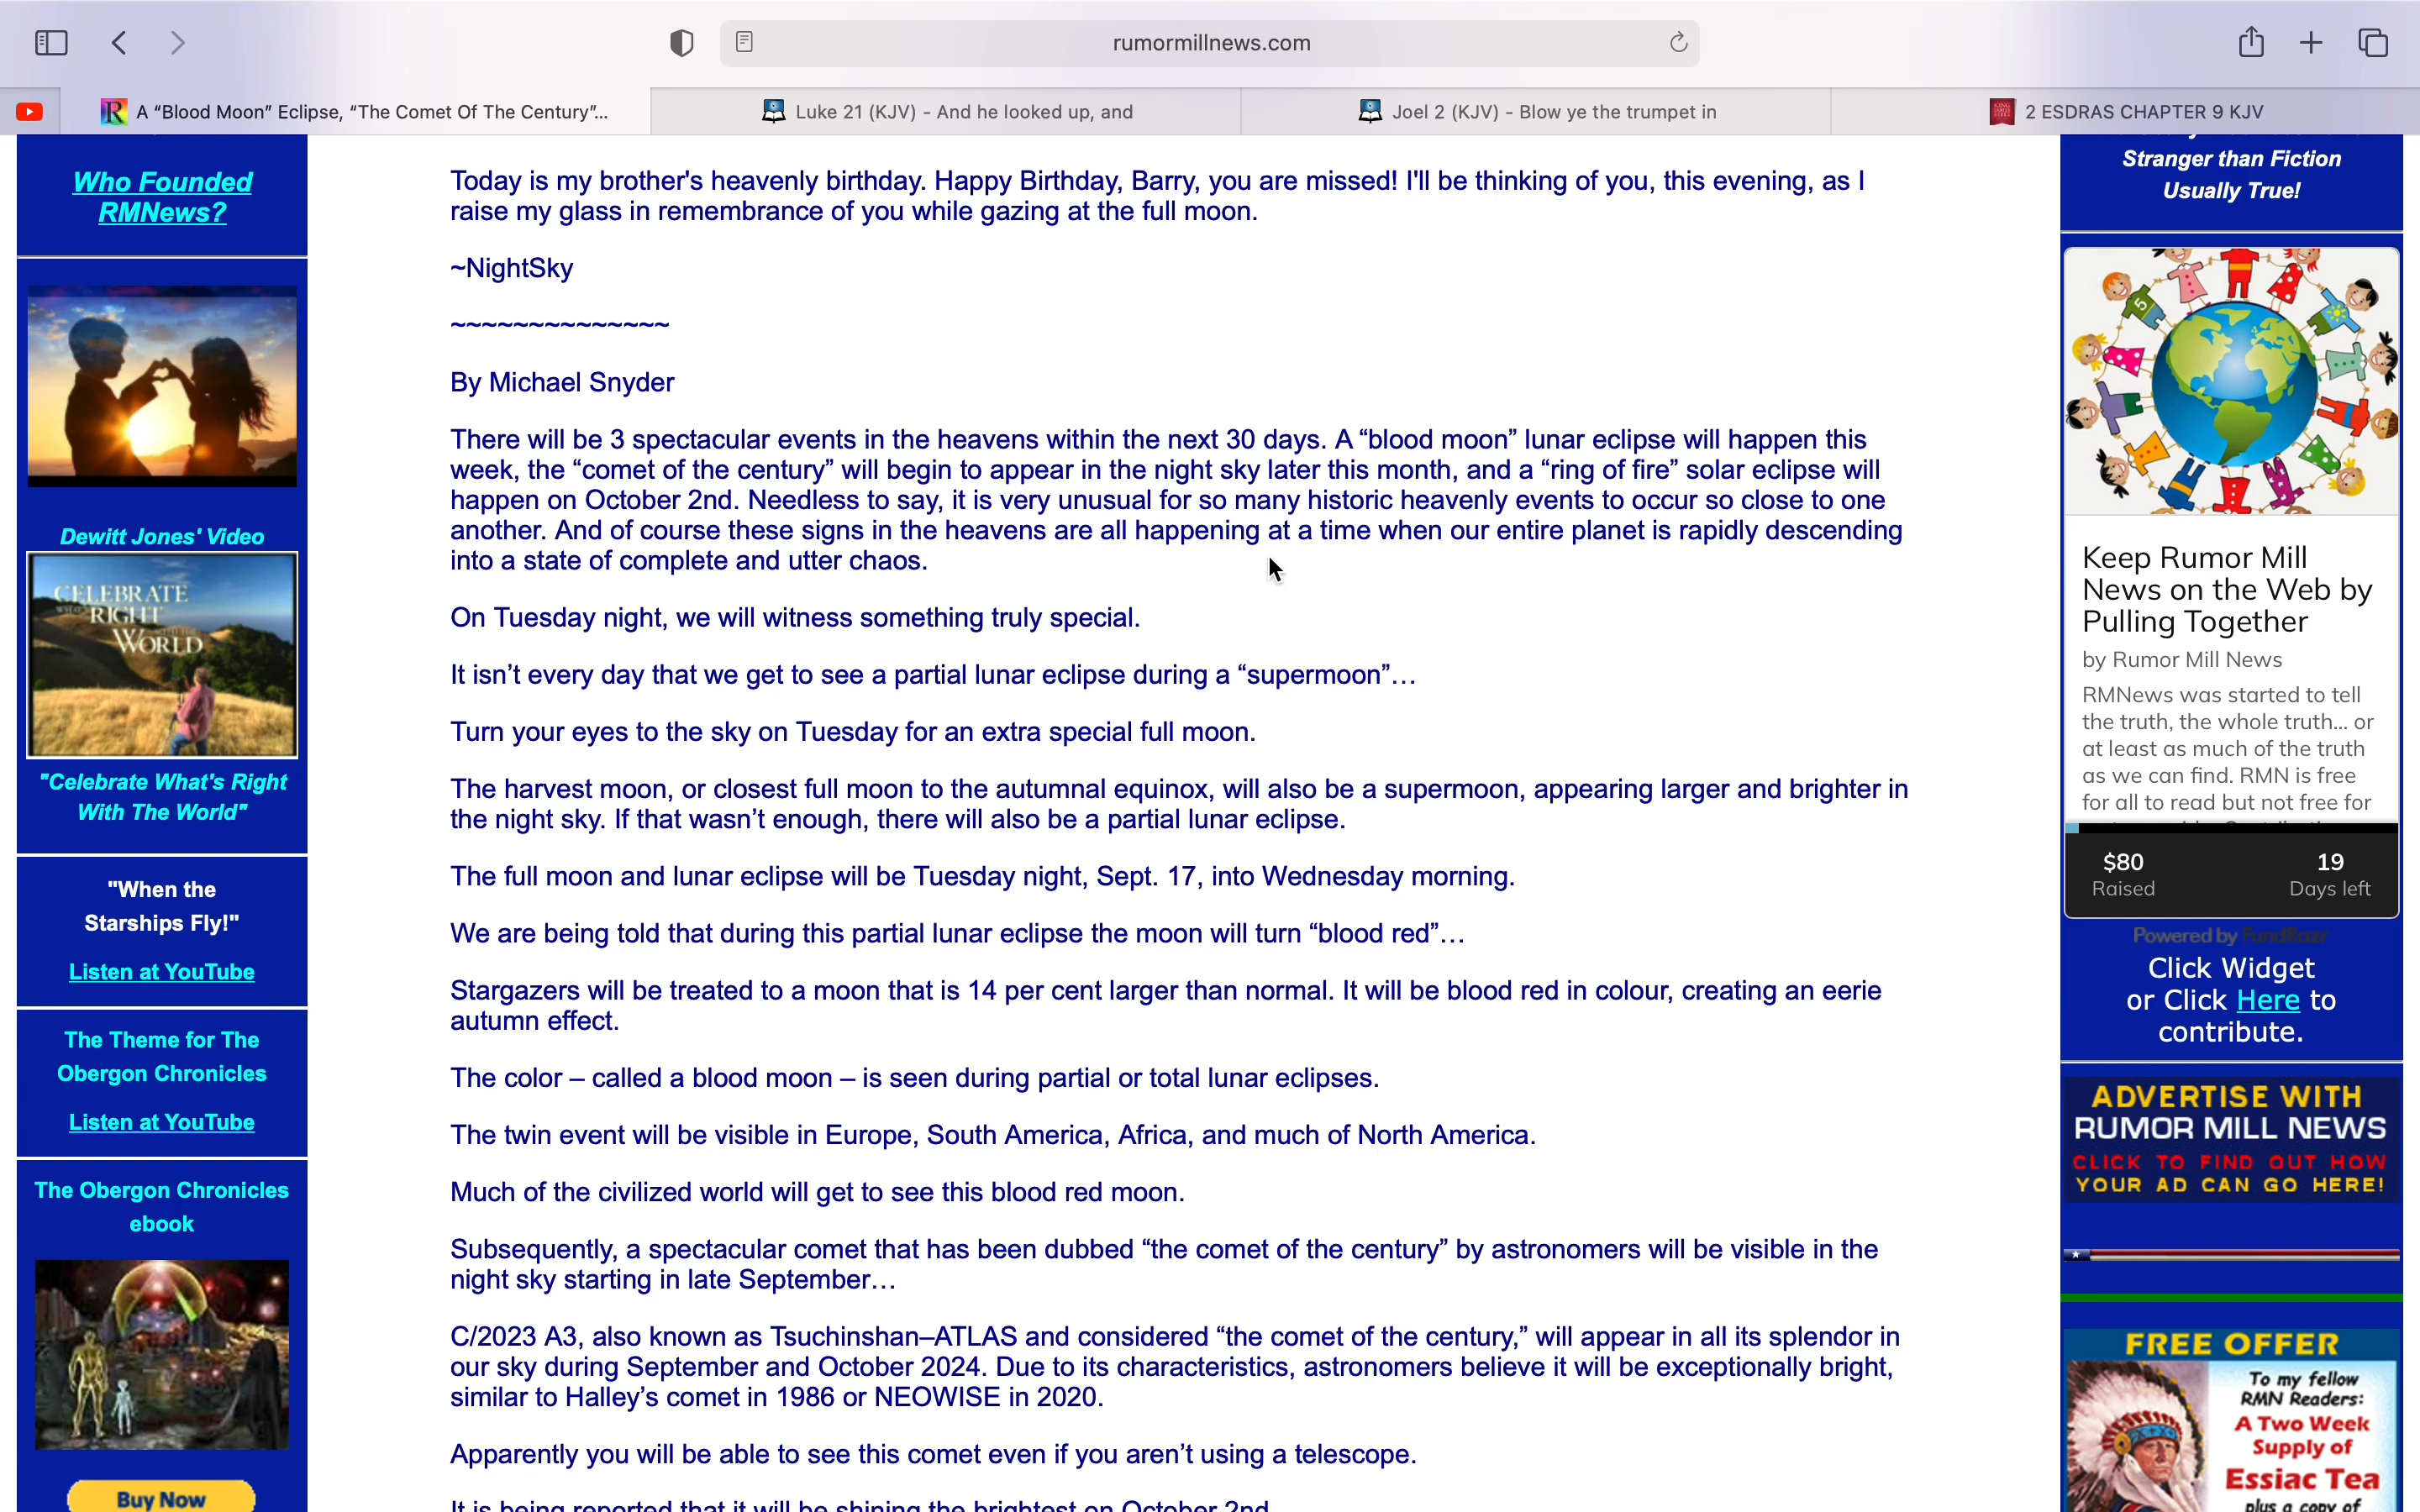 rumormillnews.com
A “Blood Moon” Eclipse, “The Comet Of The Century”...
Luke 21 (KJV) - And he looked up, and
Joel 2 (KJV) - Blow ye the trumpet in
2 ESDRAS CHAPTER 9 KJV
Who Founded
RMNews?
Dewitt Jones' Video
CELEBRATE
WHAT'S RIGHT
WORLD
"Celebrate What's Right
With The World"
"When the
Starships Fly!"
Listen at YouTube
The Theme for The
Obergon Chronicles
Listen at YouTube
The Obergon Chronicles
ebook
Buy Now
Today is my brother's heavenly birthday. Happy Birthday, Barry, you are missed! I'll be thinking of you, this evening, as I
raise my glass in remembrance of you while gazing at the full moon.
~NightSky
~~~~~~~~~~~~~~
By Michael Snyder
There will be 3 spectacular events in the heavens within the next 30 days. A “blood moon” lunar eclipse will happen this
week, the “comet of the century” will begin to appear in the night sky later this month, and a “ring of fire” solar eclipse will
happen on October 2nd. Needless to say, it is very unusual for so many historic heavenly events to occur so close to one
another. And of course these signs in the heavens are all happening at a time when our entire planet is rapidly descending
into a state of complete and utter chaos.
On Tuesday night, we will witness something truly special.
It isn’t every day that we get to see a partial lunar eclipse during a “supermoon”…
Turn your eyes to the sky on Tuesday for an extra special full moon.
The harvest moon, or closest full moon to the autumnal equinox, will also be a supermoon, appearing larger and brighter in
the night sky. If that wasn’t enough, there will also be a partial lunar eclipse.
The full moon and lunar eclipse will be Tuesday night, Sept. 17, into Wednesday morning.
We are being told that during this partial lunar eclipse the moon will turn “blood red”…
Stargazers will be treated to a moon that is 14 per cent larger than normal. It will be blood red in colour, creating an eerie
autumn effect.
The color – called a blood moon – is seen during partial or total lunar eclipses.
The twin event will be visible in Europe, South America, Africa, and much of North America.
Much of the civilized world will get to see this blood red moon.
Subsequently, a spectacular comet that has been dubbed “the comet of the century” by astronomers will be visible in the
night sky starting in late September…
C/2023 A3, also known as Tsuchinshan–ATLAS and considered “the comet of the century,” will appear in all its splendor in
our sky during September and October 2024. Due to its characteristics, astronomers believe it will be exceptionally bright,
similar to Halley’s comet in 1986 or NEOWISE in 2020.
Apparently you will be able to see this comet even if you aren’t using a telescope.
It is being reported that it will be shining the brightest on October 2nd
Stranger than Fiction
Usually True!
5
Keep Rumor Mill
News on the Web by
Pulling Together
by Rumor Mill News
RMNews was started to tell
the truth, the whole truth... or
at least as much of the truth
as we can find. RMN is free
for all to read but not free for
$80
Raised
19
Days left
Powered by FundRazr
Click Widget
or Click Here to
contribute.
ADVERTISE WITH
RUMOR MILL NEWS
CLICK TO FIND OUT HOW
YOUR AD CAN GO HERE!
FREE OFFER
To my fellow
RMN Readers:
A Two Week
Supply of
Essiac Tea
plus a copy of